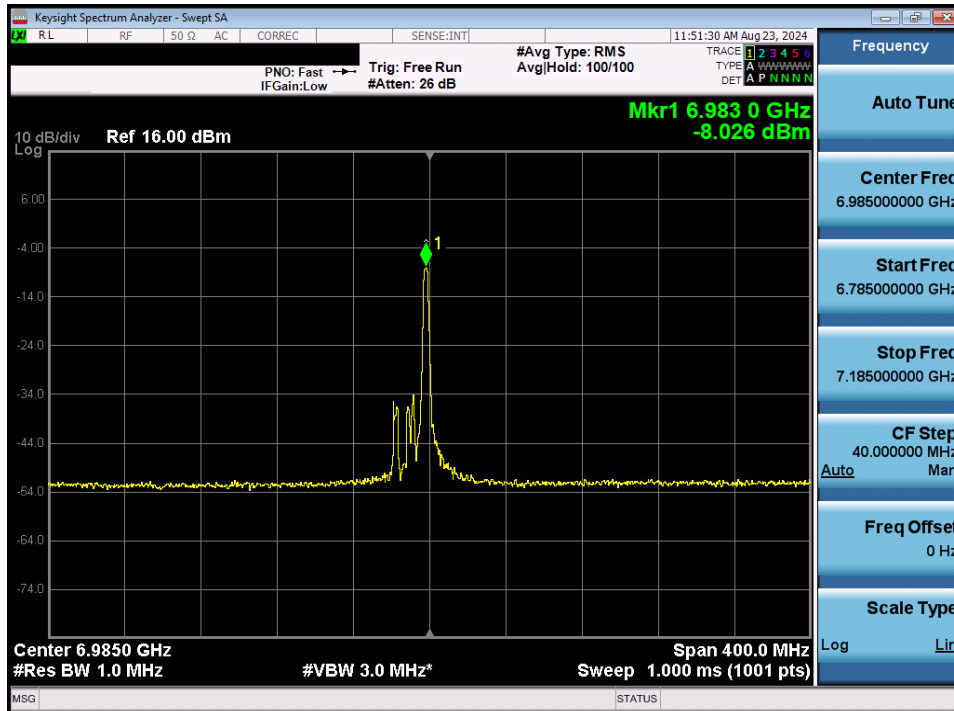 Keysight Spectrum Analyzer - Swept SA
LXI RL RF 50 Ω AC CORREC SENSE:INT 11:51:30 AM Aug 23, 2024
PNO: Fast Trig: Free Run #Avg Type: RMS TRACE 1 2 3 4 5 6
IFGain:Low #Atten: 26 dB Avg|Hold: 100/100 TYPE A WWWWW
DET A P N N N N
Mkr1 6.983 0 GHz
-8.026 dBm
10 dB/div Ref 16.00 dBm
Log
1
6.00
-4.00
-14.0
-24.0
-34.0
-44.0
-54.0
-64.0
-74.0
Center 6.9850 GHz Span 400.0 MHz
#Res BW 1.0 MHz #VBW 3.0 MHz* Sweep 1.000 ms (1001 pts)
MSG STATUS
Frequency
Auto Tune
Center Freq
6.985000000 GHz
Start Freq
6.785000000 GHz
Stop Freq
7.185000000 GHz
CF Step
40.000000 MHz
Auto Man
Freq Offset
0 Hz
Scale Type
Log Lin